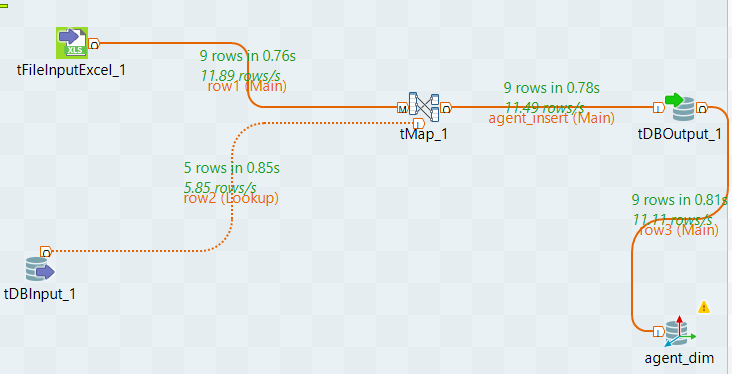 XLS
O
tFileInputExcel_1
9 rows in 0.76s
11.89 rows/s
row1 (Main)
M
O
I
tMap_1
9 rows in 0.78s
11.49 rows/s
agent_insert (Main)
I
O
tDBOutput_1
5 rows in 0.85s
5.85 rows/s
row2 (Lookup)
9 rows in 0.81s
11.11 rows/s
row3 (Main)
O
tDBInput_1
I
agent_dim